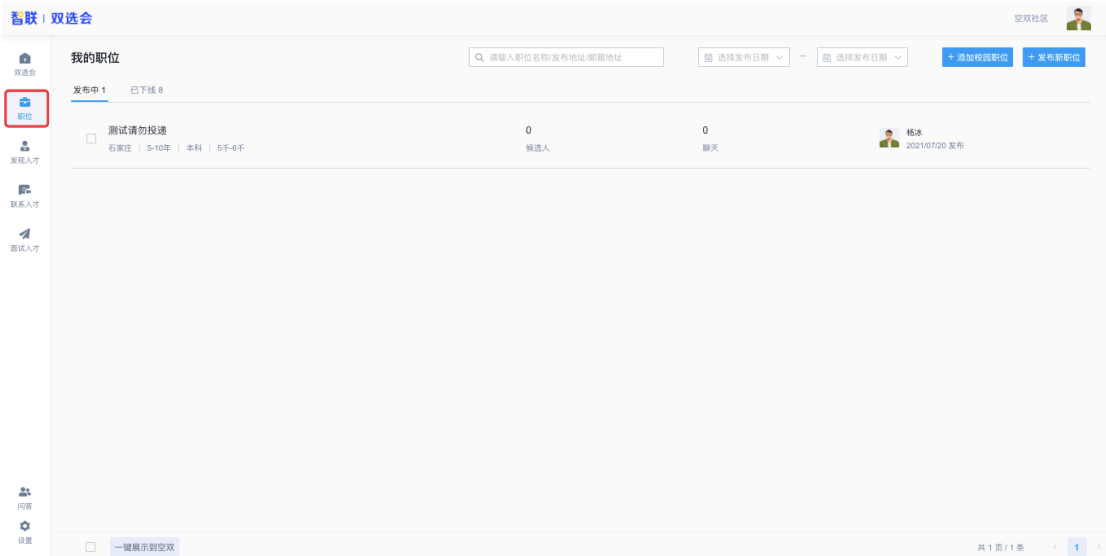 智联 双选会
空双社区
双选会
职位
发现人才
联系人才
面试人才
问答
设置
我的职位
请输入职位名称/发布地址/邮箱地址
选择发布日期 － 选择发布日期
+ 添加校园职位
+ 发布新职位
发布中 1 已下线 8
测试请勿投递
石家庄 | 5-10年 | 本科 | 5千-6千
0
候选人
0
聊天
杨冰
2021/07/20 发布
一键展示到空双
共 1 页 / 1 条
1